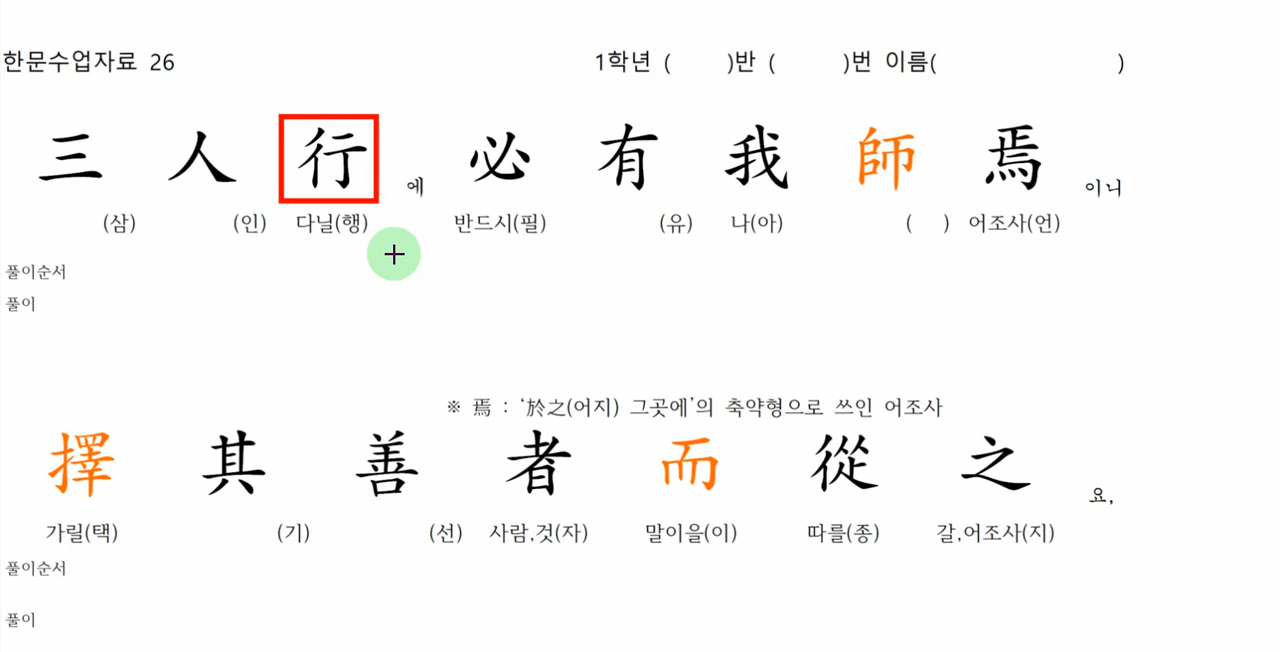 한문수업자료 26 1학년 ( )반 ( )번 이름( )
三 人 行 에 必 有 我 師 焉 이니
(삼) (인) 다닐(행) 반드시(필) (유) 나(아) ( ) 어조사(언)
풀이순서
풀이
※ 焉 : ‘於之(어지) 그곳에’의 축약형으로 쓰인 어조사
擇 其 善 者 而 從 之 요,
가릴(택) (기) (선) 사람,것(자) 말이을(이) 따를(종) 갈,어조사(지)
풀이순서
풀이